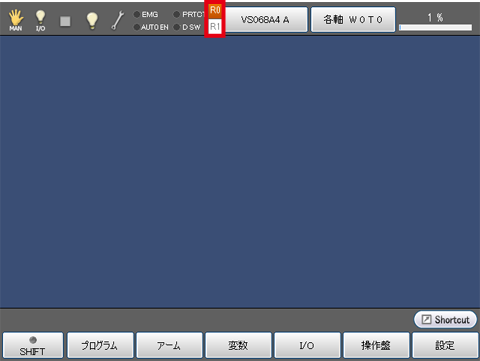 MAN
I/O
EMG
AUTO EN
PRTCT
D SW
R0
R1
VS068A4 A
各軸 W0T0
1 %
Shortcut
SHIFT
プログラム
アーム
変数
I/O
操作盤
設定